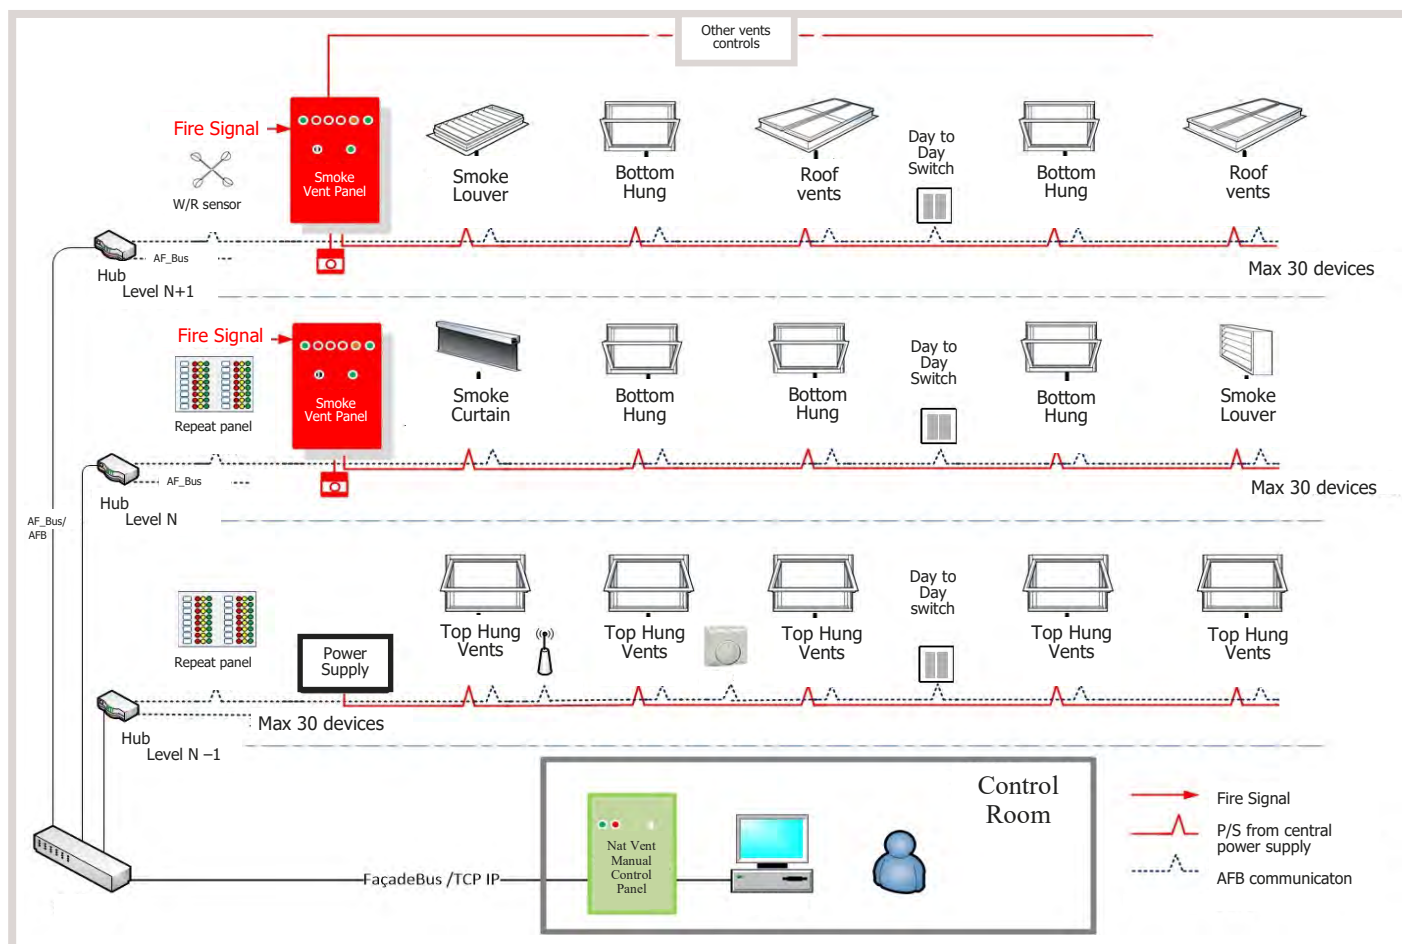 Other vents
controls
Fire Signal
W/R sensor
Smoke
Vent Panel
Smoke
Louver
Bottom
Hung
Roof
vents
Day to
Day
Switch
Bottom
Hung
Roof
vents
AF_Bus
Hub
Level N+1
Max 30 devices
Fire Signal
Repeat panel
Smoke
Vent Panel
Smoke
Curtain
Bottom
Hung
Bottom
Hung
Day to
Day
Switch
Bottom
Hung
Smoke
Louver
AF_Bus
Hub
Level N
Max 30 devices
AF_Bus/
AFB
Repeat panel
Power
Supply
Top Hung
Vents
Top Hung
Vents
Top Hung
Vents
Day to
Day
switch
Top Hung
Vents
Top Hung
Vents
Max 30 devices
Hub
Level N –1
Control
Room
Nat Vent
Manual
Control
Panel
FaçadeBus /TCP IP
Fire Signal
P/S from central
power supply
AFB communicaton